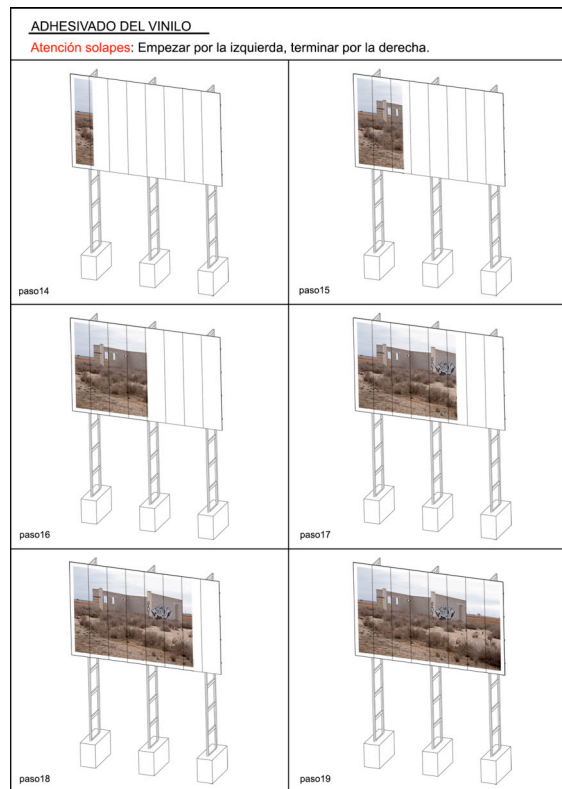 ADHESIVADO DEL VINILO
Atención solapes: Empezar por la izquierda, terminar por la derecha.
paso14
paso15
paso16
paso17
paso18
paso19